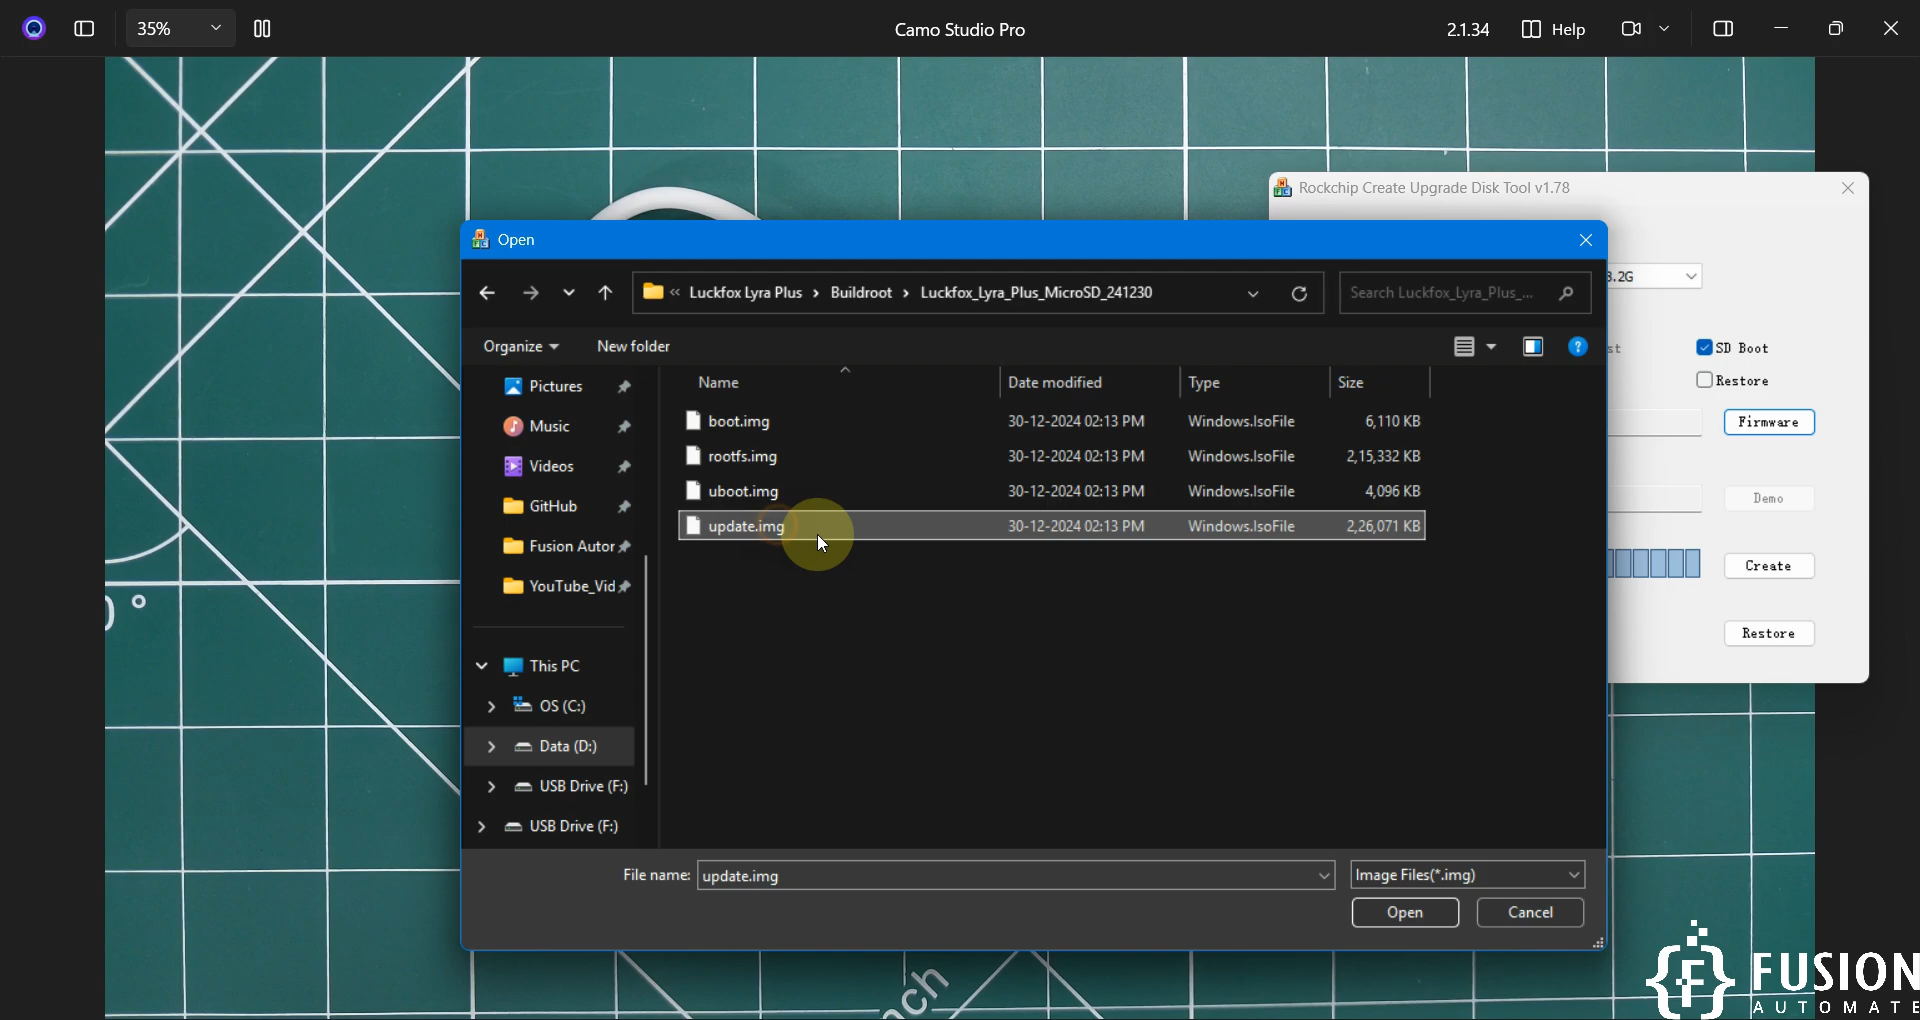 35%
Camo Studio Pro
2.1.34
Help
Rockchip Create Upgrade Disk Tool v1.78
Open
Luckfox Lyra Plus
Buildroot
Luckfox_Lyra_Plus_MicroSD_241230
Search Luckfox_Lyra_Plus_...
3.2G
Organize
New folder
st
SD Boot
Restore
Firmware
Demo
Create
Restore
Pictures
Music
Videos
GitHub
Fusion Autor
YouTube_Vid
This PC
OS (C:)
Data (D:)
USB Drive (F:)
USB Drive (F:)
Name Date modified Type Size
boot.img 30-12-2024 02:13 PM Windows.IsoFile 6,110 KB
rootfs.img 30-12-2024 02:13 PM Windows.IsoFile 2,15,332 KB
uboot.img 30-12-2024 02:13 PM Windows.IsoFile 4,096 KB
update.img 30-12-2024 02:13 PM Windows.IsoFile 2,26,071 KB
File name: update.img
Image Files(*.img)
Open
Cancel
0°
nch
FUSION
AUTOMATE